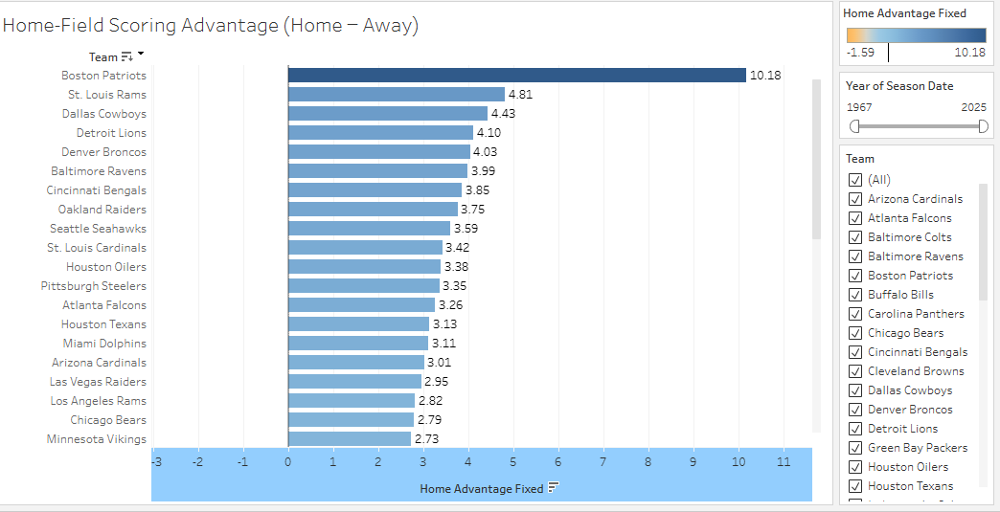 Home-Field Scoring Advantage (Home – Away)
Team
Boston Patriots 10.18
St. Louis Rams 4.81
Dallas Cowboys 4.43
Detroit Lions 4.10
Denver Broncos 4.03
Baltimore Ravens 3.99
Cincinnati Bengals 3.85
Oakland Raiders 3.75
Seattle Seahawks 3.59
St. Louis Cardinals 3.42
Houston Oilers 3.38
Pittsburgh Steelers 3.35
Atlanta Falcons 3.26
Houston Texans 3.13
Miami Dolphins 3.11
Arizona Cardinals 3.01
Las Vegas Raiders 2.95
Los Angeles Rams 2.82
Chicago Bears 2.79
Minnesota Vikings 2.73
-3 -2 -1 0 1 2 3 4 5 6 7 8 9 10 11
Home Advantage Fixed
Home Advantage Fixed
-1.59 10.18
Year of Season Date
1967 2025
Team
(All)
Arizona Cardinals
Atlanta Falcons
Baltimore Colts
Baltimore Ravens
Boston Patriots
Buffalo Bills
Carolina Panthers
Chicago Bears
Cincinnati Bengals
Cleveland Browns
Dallas Cowboys
Denver Broncos
Detroit Lions
Green Bay Packers
Houston Oilers
Houston Texans